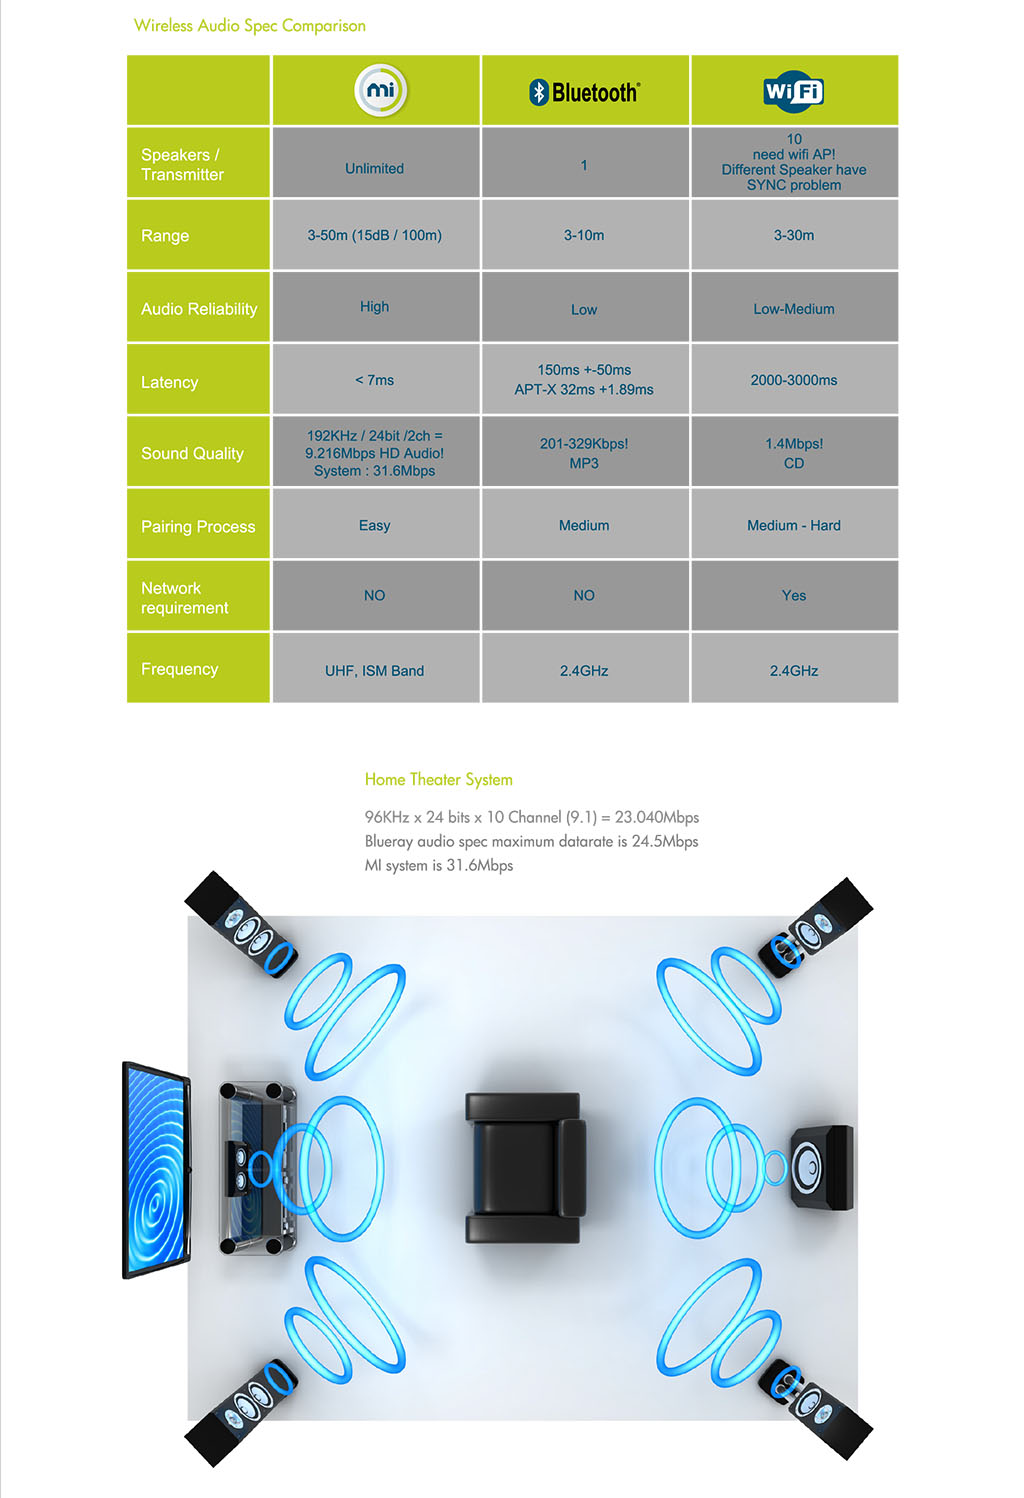 Wireless Audio Spec Comparison
mi
Bluetooth®
WiFi
Speakers /
Transmitter
Unlimited
1
10
need wifi AP!
Different Speaker have
SYNC problem
Range
3-50m (15dB / 100m)
3-10m
3-30m
Audio Reliability
High
Low
Low-Medium
Latency
< 7ms
150ms +-50ms
APT-X 32ms +1.89ms
2000-3000ms
Sound Quality
192KHz / 24bit /2ch =
9.216Mbps HD Audio!
System : 31.6Mbps
201-329Kbps!
MP3
1.4Mbps!
CD
Pairing Process
Easy
Medium
Medium - Hard
Network
requirement
NO
NO
Yes
Frequency
UHF, ISM Band
2.4GHz
2.4GHz
Home Theater System
96KHz x 24 bits x 10 Channel (9.1) = 23.040Mbps
Blueray audio spec maximum datarate is 24.5Mbps
MI system is 31.6Mbps